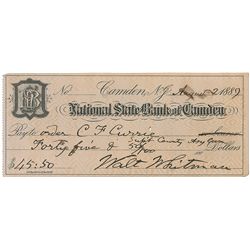 No Camden, N.J. 2 1889
National State Bank of Camden,
Pay to order C F Currie
Forty five & 50/100 Dollars
$45:50 Walt Whitman